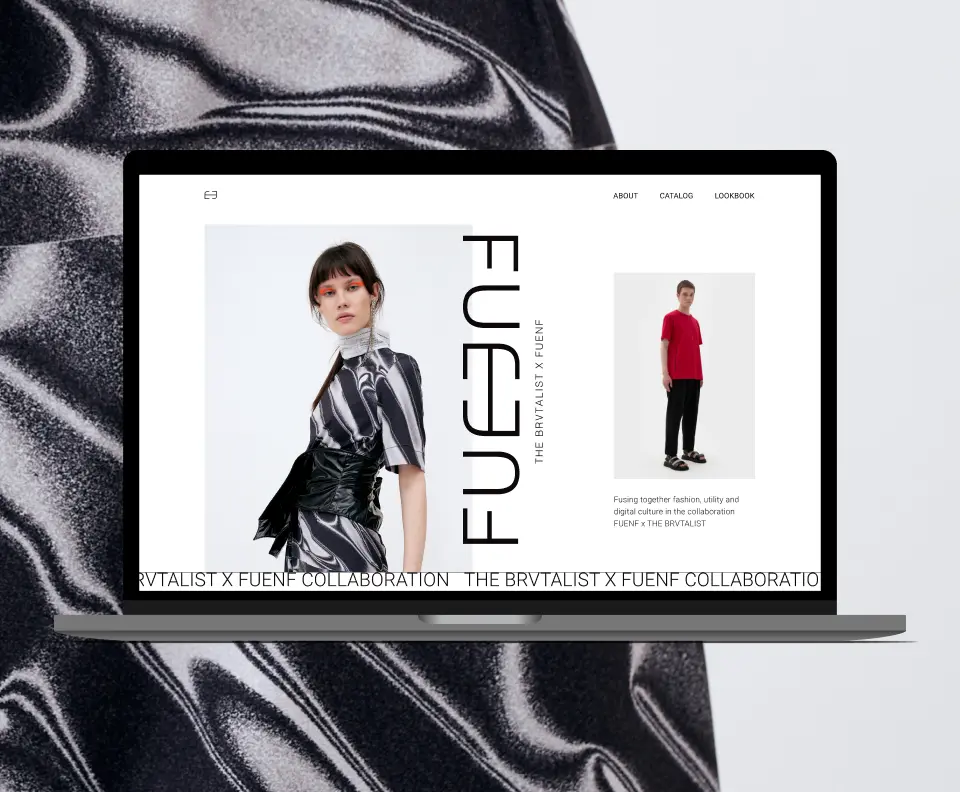 ABOUT CATALOG LOOKBOOK
FUENF
THE BRVTALIST X FUENF
Fusing together fashion, utility and
digital culture in the collaboration
FUENF x THE BRVTALIST
RVTALIST X FUENF COLLABORATION THE BRVTALIST X FUENF COLLABORATIO